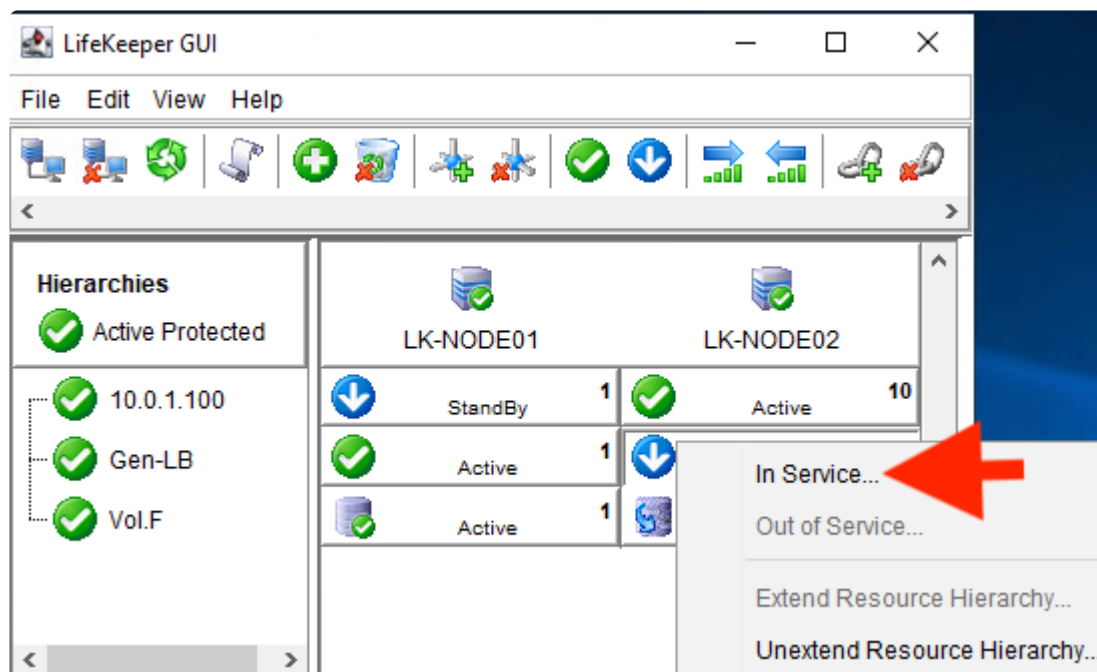 LifeKeeper GUI
File Edit View Help
Hierarchies
Active Protected
LK-NODE01 LK-NODE02
10.0.1.100 StandBy 1 Active 10
Gen-LB Active 1
Vol.F Active 1
In Service...
Out of Service...
Extend Resource Hierarchy...
Unextend Resource Hierarchy...